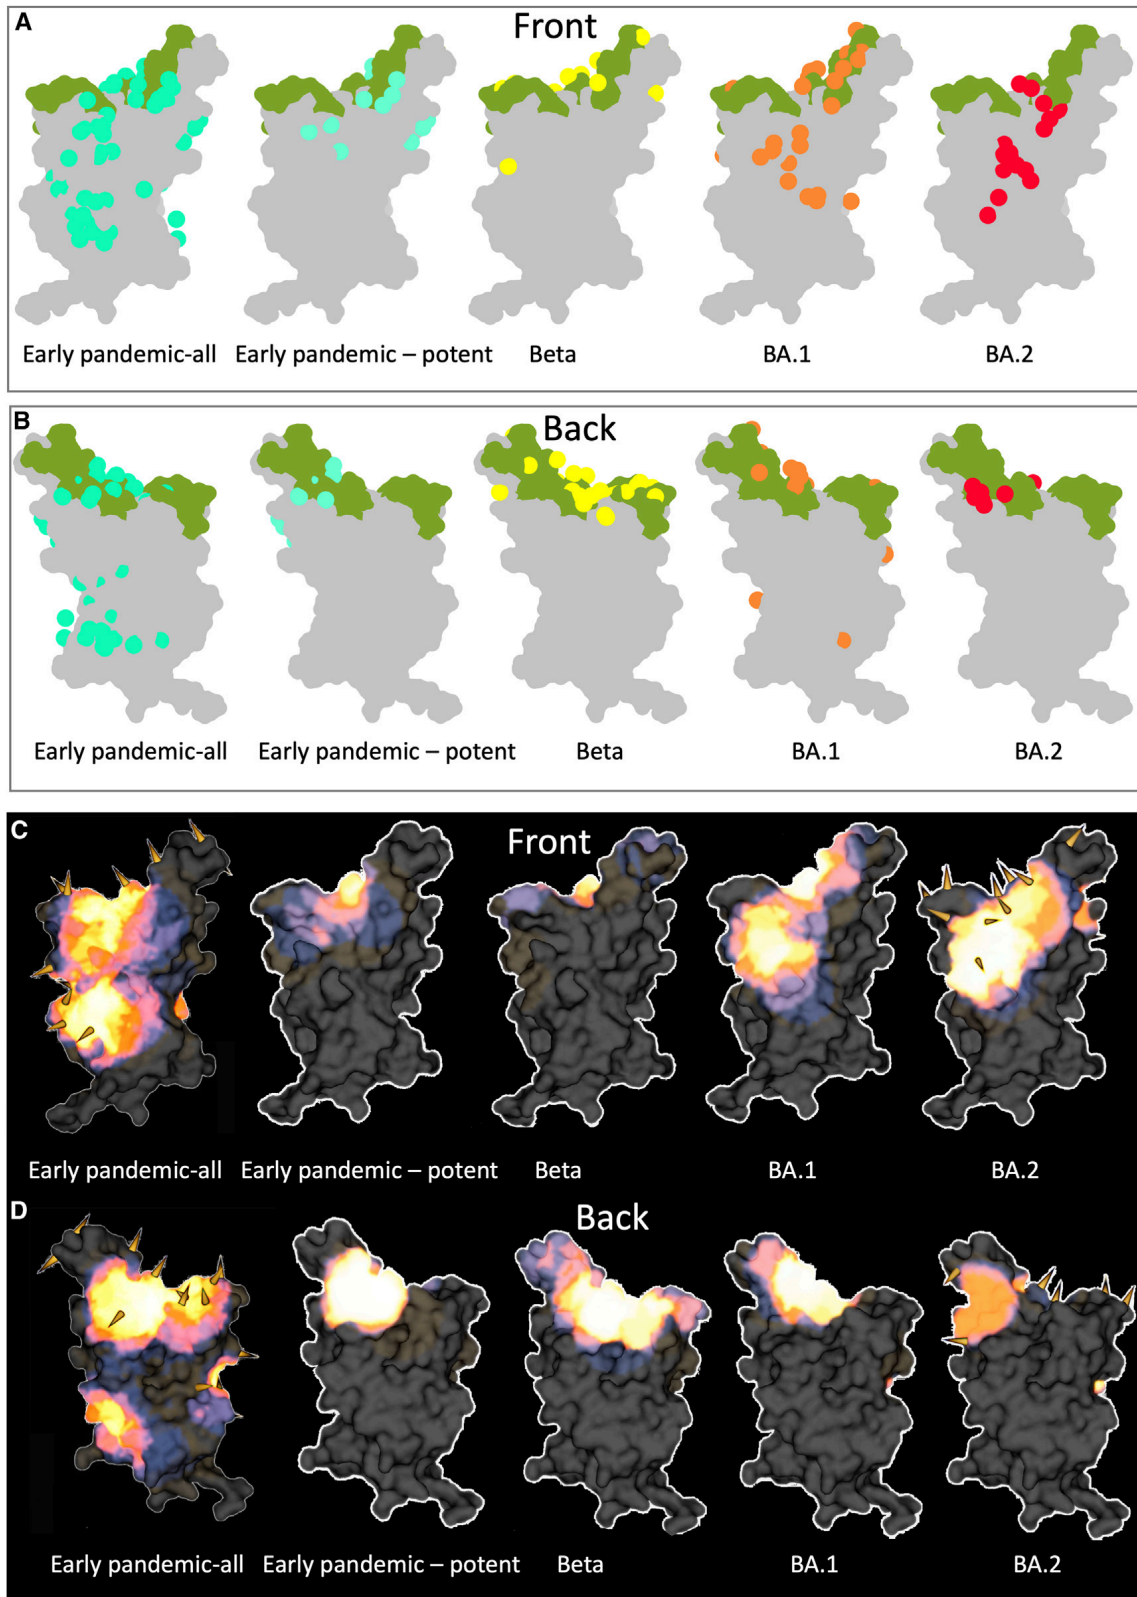 A
Front
Early pandemic-all
Early pandemic – potent
Beta
BA.1
BA.2
B
Back
Early pandemic-all
Early pandemic – potent
Beta
BA.1
BA.2
C
Front
Early pandemic-all
Early pandemic – potent
Beta
BA.1
BA.2
D
Back
Early pandemic-all
Early pandemic – potent
Beta
BA.1
BA.2